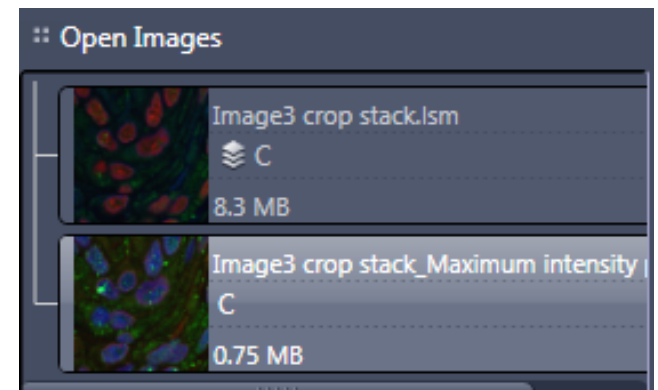 Open Images
Image3 crop stack.lsm
C
8.3 MB
Image3 crop stack_Maximum intensity
C
0.75 MB